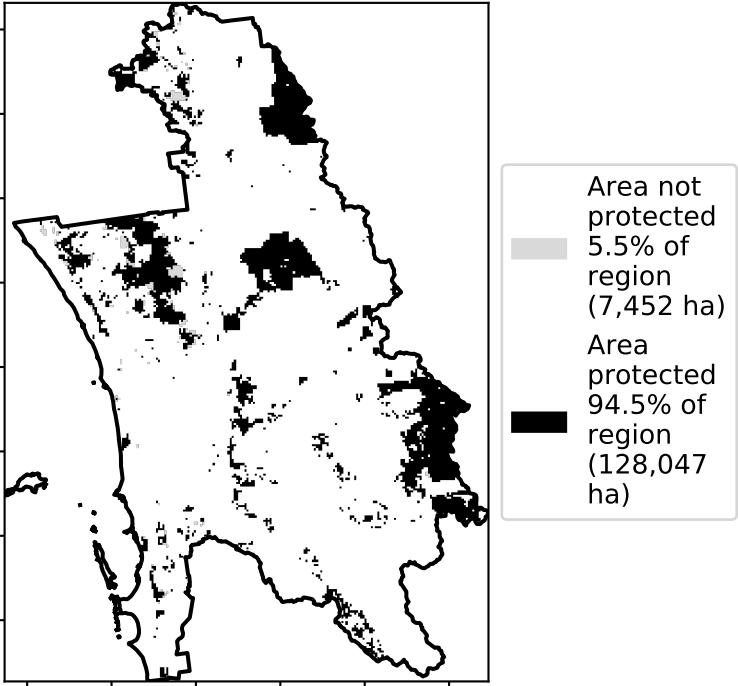 Area not
protected
5.5% of
region
(7,452 ha)
Area
protected
94.5% of
region
(128,047
ha)